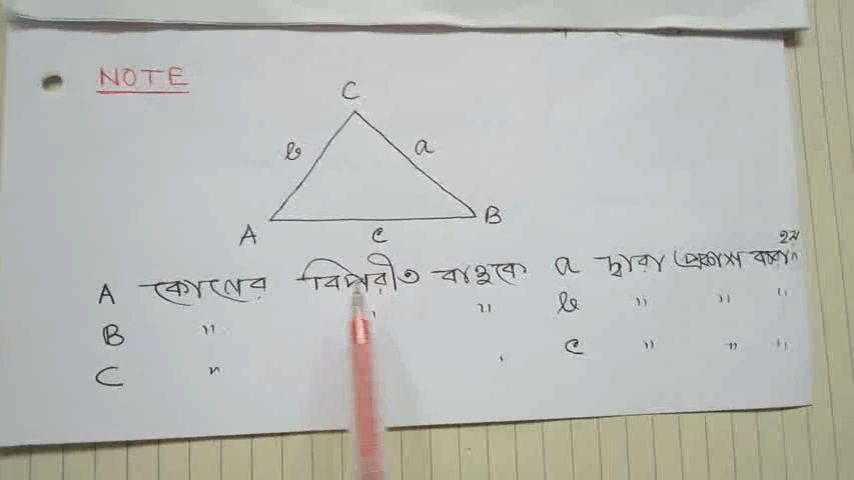 NOTE
C
b a
A c B
A কোণের বিপরীত বাহুকে a দ্বারা প্রকাশ করা হয়।
B " " " b " " "
C " " c " " "